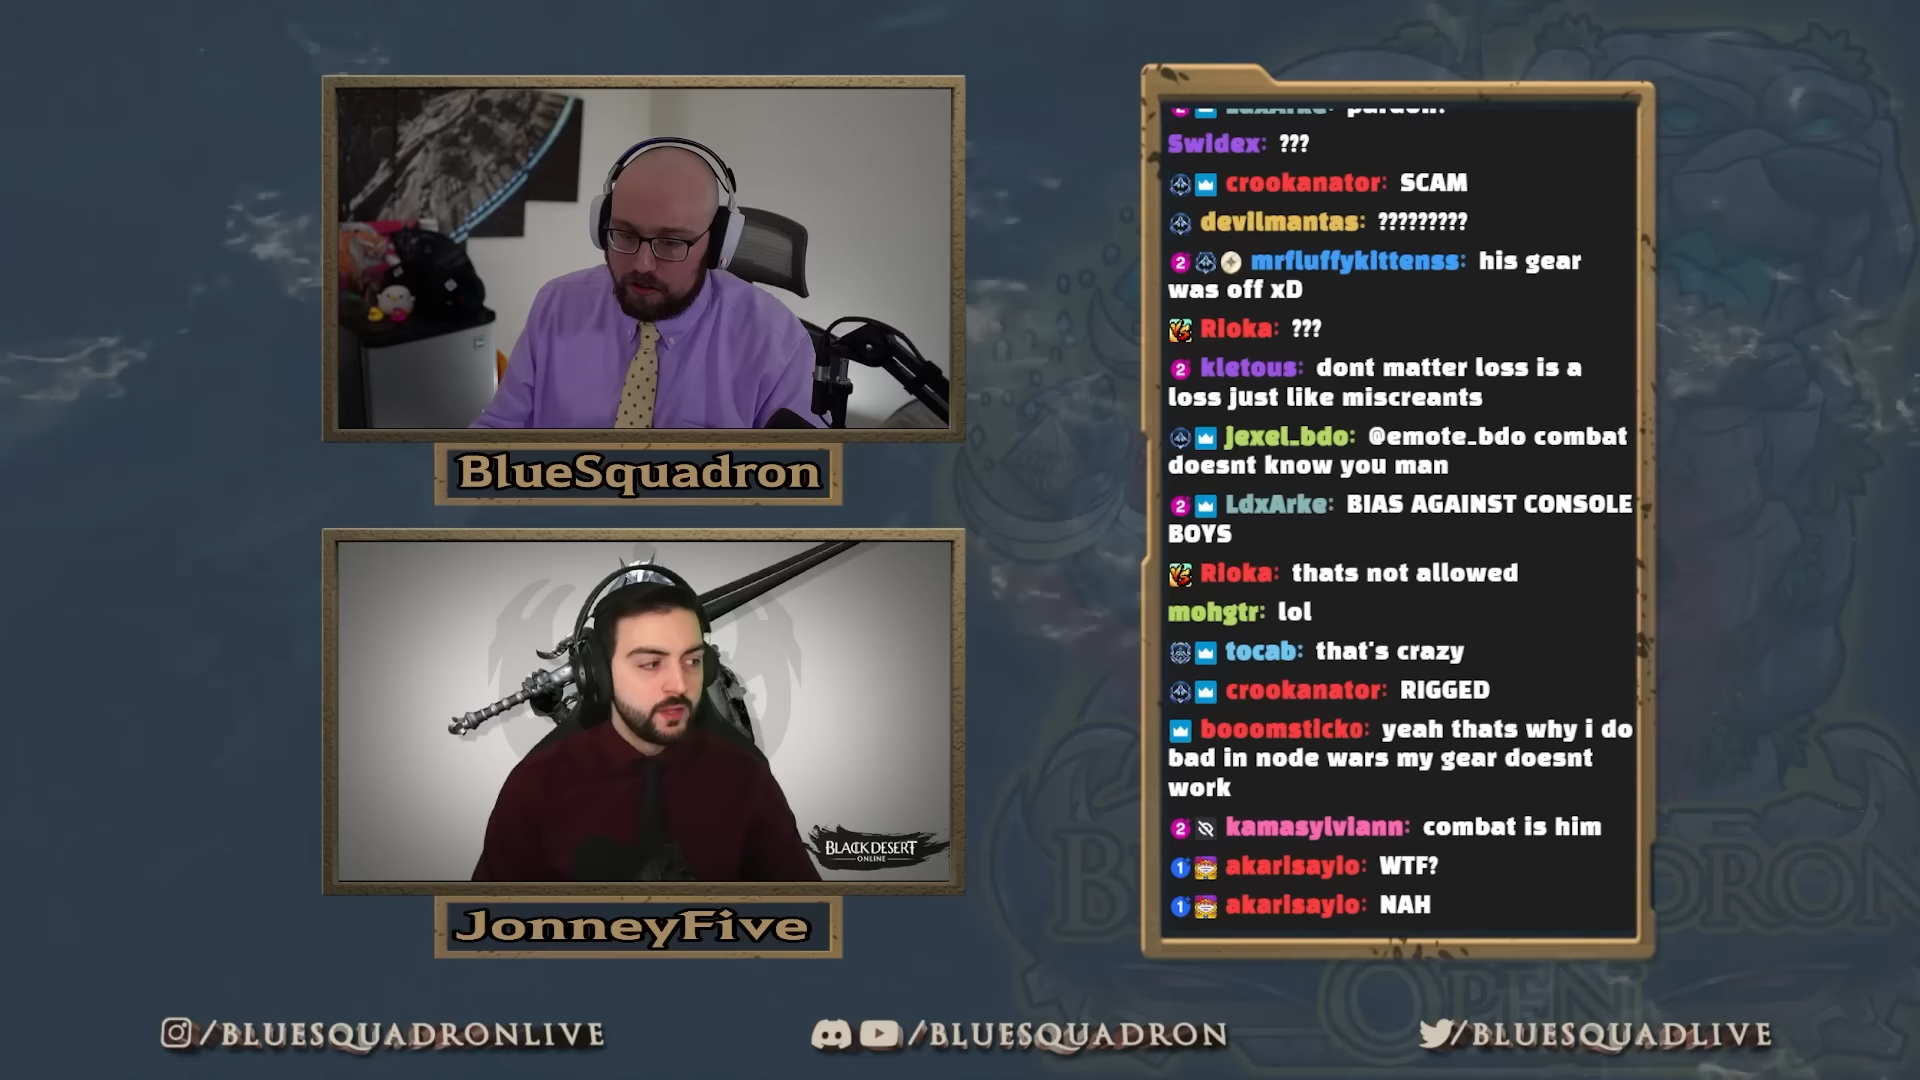 BlueSquadron
BLACK DESERT
ONLINE
JonneyFive
LdxArke: pardon?
Swidex: ???
crookanator: SCAM
devilmantas: ?????????
2 mrfluffykittenss: his gear
was off xD
Rioka: ???
2 kletous: dont matter loss is a
loss just like miscreants
jexel_bdo: @emote_bdo combat
doesnt know you man
2 LdxArke: BIAS AGAINST CONSOLE
BOYS
Rioka: thats not allowed
mohgtr: lol
tocab: that's crazy
crookanator: RIGGED
booomsticko: yeah thats why i do
bad in node wars my gear doesnt
work
2 kamasylviann: combat is him
1 akarisaylo: WTF?
1 akarisaylo: NAH
OPEN
/BLUESQUADRONLIVE
/BLUESQUADRON
/BLUESQUADLIVE